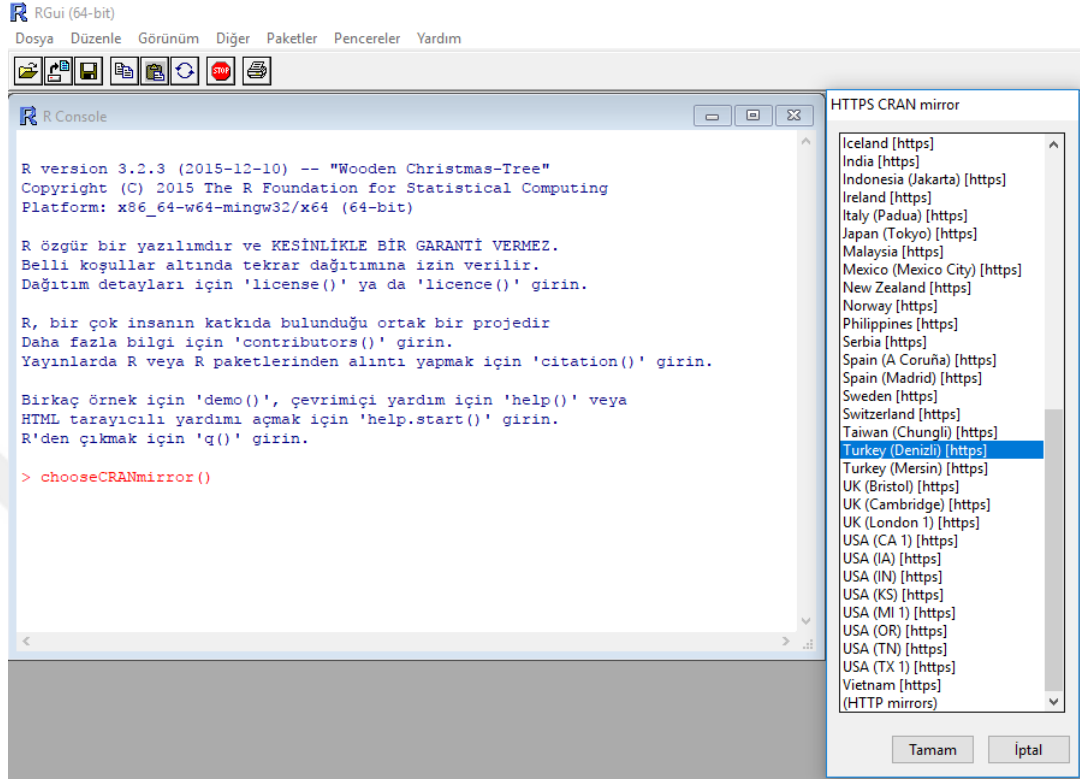 RGui (64-bit)
Dosya Düzenle Görünüm Diğer Paketler Pencereler Yardım
STOP
R Console
R version 3.2.3 (2015-12-10) -- "Wooden Christmas-Tree"
Copyright (C) 2015 The R Foundation for Statistical Computing
Platform: x86_64-w64-mingw32/x64 (64-bit)
R özgür bir yazılımdır ve KESİNLİKLE BİR GARANTİ VERMEZ.
Belli koşullar altında tekrar dağıtımına izin verilir.
Dağıtım detayları için 'license()' ya da 'licence()' girin.
R, bir çok insanın katkıda bulunduğu ortak bir projedir
Daha fazla bilgi için 'contributors()' girin.
Yayınlarda R veya R paketlerinden alıntı yapmak için 'citation()' girin.
Birkaç örnek için 'demo()', çevrimiçi yardım için 'help()' veya
HTML tarayıcılı yardımı açmak için 'help.start()' girin.
R'den çıkmak için 'q()' girin.
> chooseCRANmirror()
HTTPS CRAN mirror
Iceland [https]
India [https]
Indonesia (Jakarta) [https]
Ireland [https]
Italy (Padua) [https]
Japan (Tokyo) [https]
Malaysia [https]
Mexico (Mexico City) [https]
New Zealand [https]
Norway [https]
Philippines [https]
Serbia [https]
Spain (A Coruña) [https]
Spain (Madrid) [https]
Sweden [https]
Switzerland [https]
Taiwan (Chungli) [https]
Turkey (Denizli) [https]
Turkey (Mersin) [https]
UK (Bristol) [https]
UK (Cambridge) [https]
UK (London 1) [https]
USA (CA 1) [https]
USA (IA) [https]
USA (IN) [https]
USA (KS) [https]
USA (MI 1) [https]
USA (OR) [https]
USA (TN) [https]
USA (TX 1) [https]
Vietnam [https]
(HTTP mirrors)
Tamam İptal